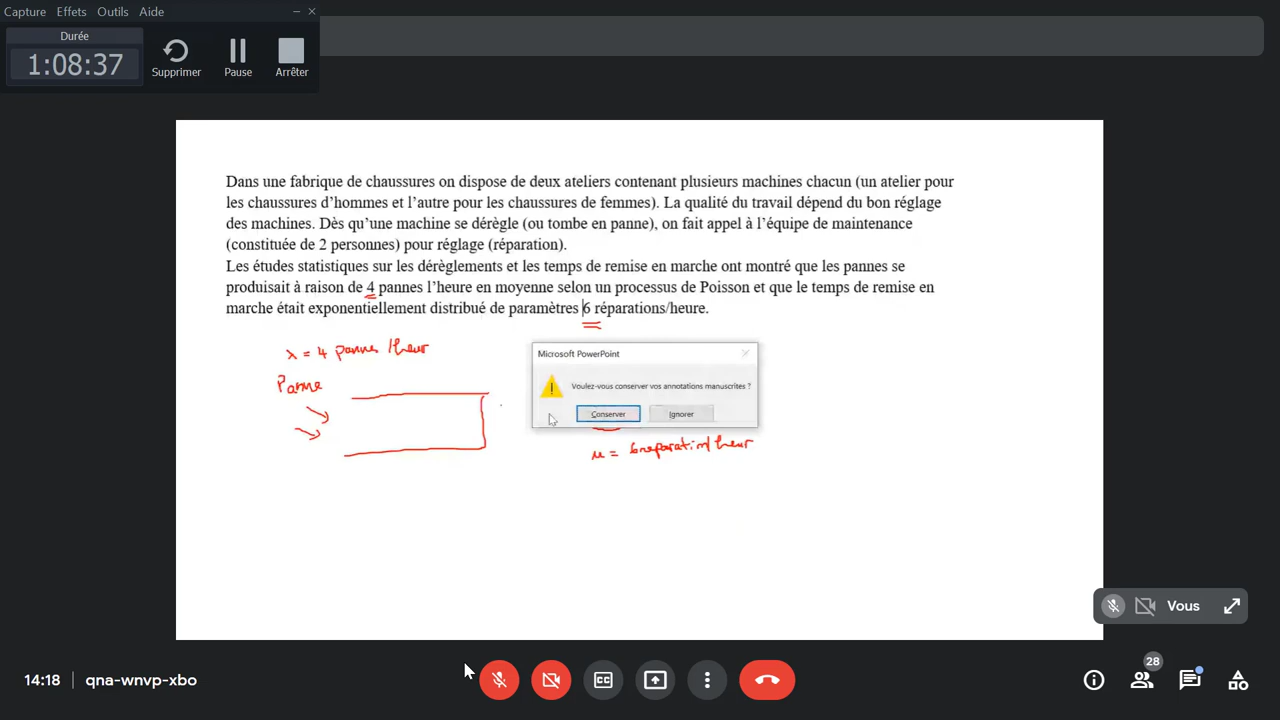 Capture Effets Outils Aide
Durée
1:08:37
Supprimer Pause Arrêter
Dans une fabrique de chaussures on dispose de deux ateliers contenant plusieurs machines chacun (un atelier pour
les chaussures d’hommes et l’autre pour les chaussures de femmes). La qualité du travail dépend du bon réglage
des machines. Dès qu’une machine se dérègle (ou tombe en panne), on fait appel à l’équipe de maintenance
(constituée de 2 personnes) pour réglage (réparation).
Les études statistiques sur les dérèglements et les temps de remise en marche ont montré que les pannes se
produisait à raison de 4 pannes l’heure en moyenne selon un processus de Poisson et que le temps de remise en
marche était exponentiellement distribué de paramètres 6 réparations/heure.
λ = 4 panne /heur
Panne
Microsoft PowerPoint
Voulez-vous conserver vos annotations manuscrites ?
Conserver Ignorer
μ = 6 reparation/heur
Vous
14:18 qna-wnvp-xbo
28